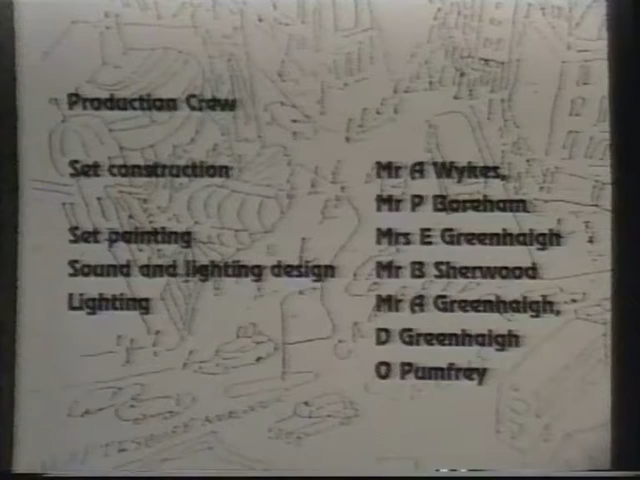 Production Crew
Set construction Mr A Wykes,
Mr P Boreham
Set painting Mrs E Greenhalgh
Sound and lighting design Mr B Sherwood
Lighting Mr A Greenhalgh,
D Greenhalgh
O Pumfrey